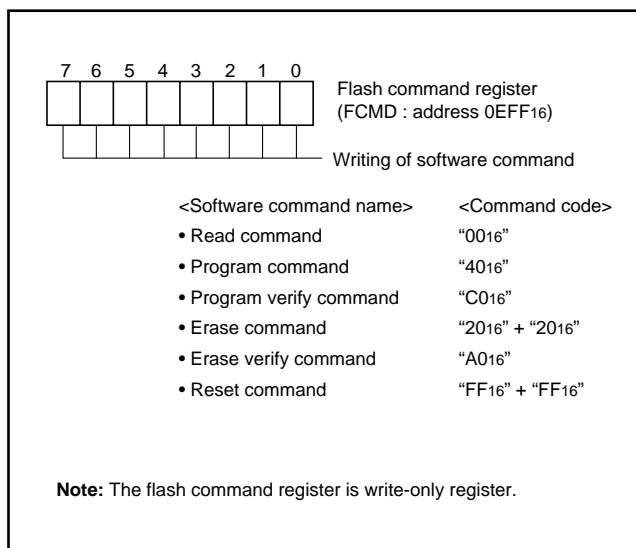 7 6 5 4 3 2 1 0
Flash command register
(FCMD : address 0EFF16)
Writing of software command
<Software command name> <Command code>
• Read command “0016”
• Program command “4016”
• Program verify command “C016”
• Erase command “2016” + “2016”
• Erase verify command “A016”
• Reset command “FF16” + “FF16”
Note: The flash command register is write-only register.